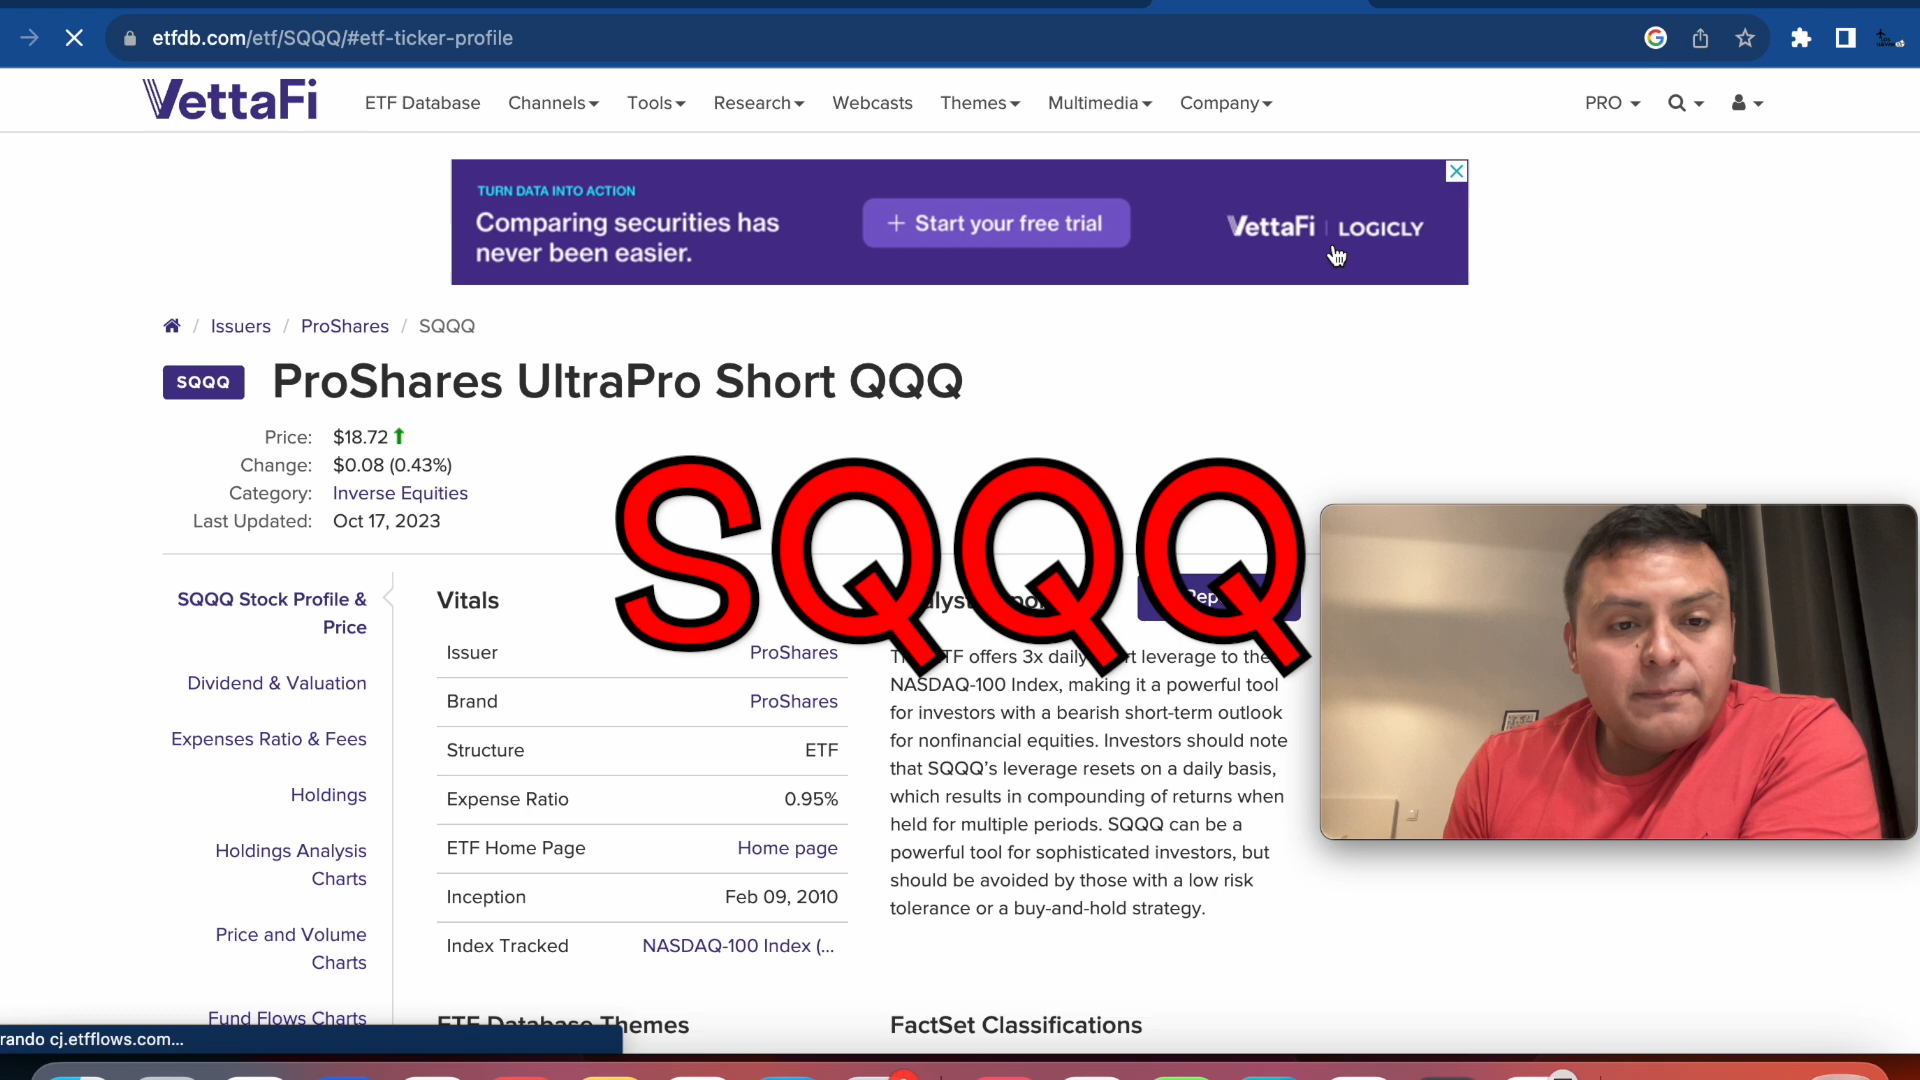 etfdb.com/etf/SQQQ/#etf-ticker-profile
VettaFi
ETF Database Channels Tools Research Webcasts Themes Multimedia Company PRO
TURN DATA INTO ACTION
Comparing securities has
never been easier.
+ Start your free trial
VettaFi | LOGICLY
/ Issuers / ProShares / SQQQ
SQQQ ProShares UltraPro Short QQQ
Price: $18.72
Change: $0.08 (0.43%)
Category: Inverse Equities
Last Updated: Oct 17, 2023
SQQQ
SQQQ Stock Profile &
Price
Dividend & Valuation
Expenses Ratio & Fees
Holdings
Holdings Analysis
Charts
Price and Volume
Charts
Fund Flows Charts
Vitals
Issuer ProShares
Brand ProShares
Structure ETF
Expense Ratio 0.95%
ETF Home Page Home page
Inception Feb 09, 2010
Index Tracked NASDAQ-100 Index (...
offers 3x daily leverage to the
NASDAQ-100 Index, making it a powerful tool
for investors with a bearish short-term outlook
for nonfinancial equities. Investors should note
that SQQQ's leverage resets on a daily basis,
which results in compounding of returns when
held for multiple periods. SQQQ can be a
powerful tool for sophisticated investors, but
should be avoided by those with a low risk
tolerance or a buy-and-hold strategy.
ETF Database Themes
FactSet Classifications
rando cj.etfflows.com...